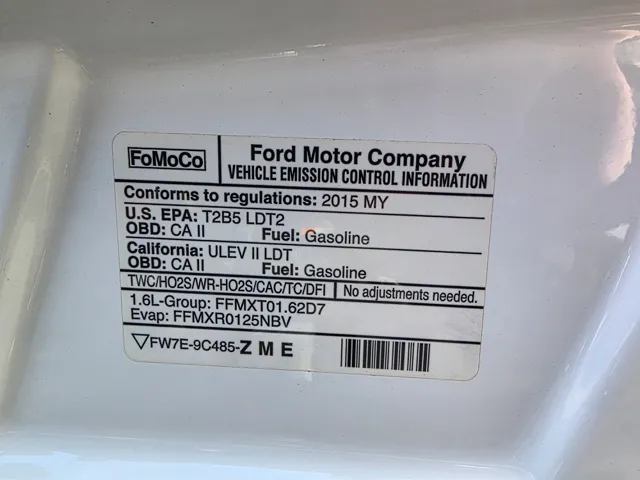 FoMoCo
Ford Motor Company
VEHICLE EMISSION CONTROL INFORMATION
Conforms to regulations: 2015 MY
U.S. EPA: T2B5 LDT2
OBD: CA II Fuel: Gasoline
California: ULEV II LDT
OBD: CA II Fuel: Gasoline
TWC/HO2S/WR-HO2S/CAC/TC/DFI No adjustments needed.
1.6L-Group: FFMXT01.62D7
Evap: FFMXR0125NBV
FW7E-9C485-ZME